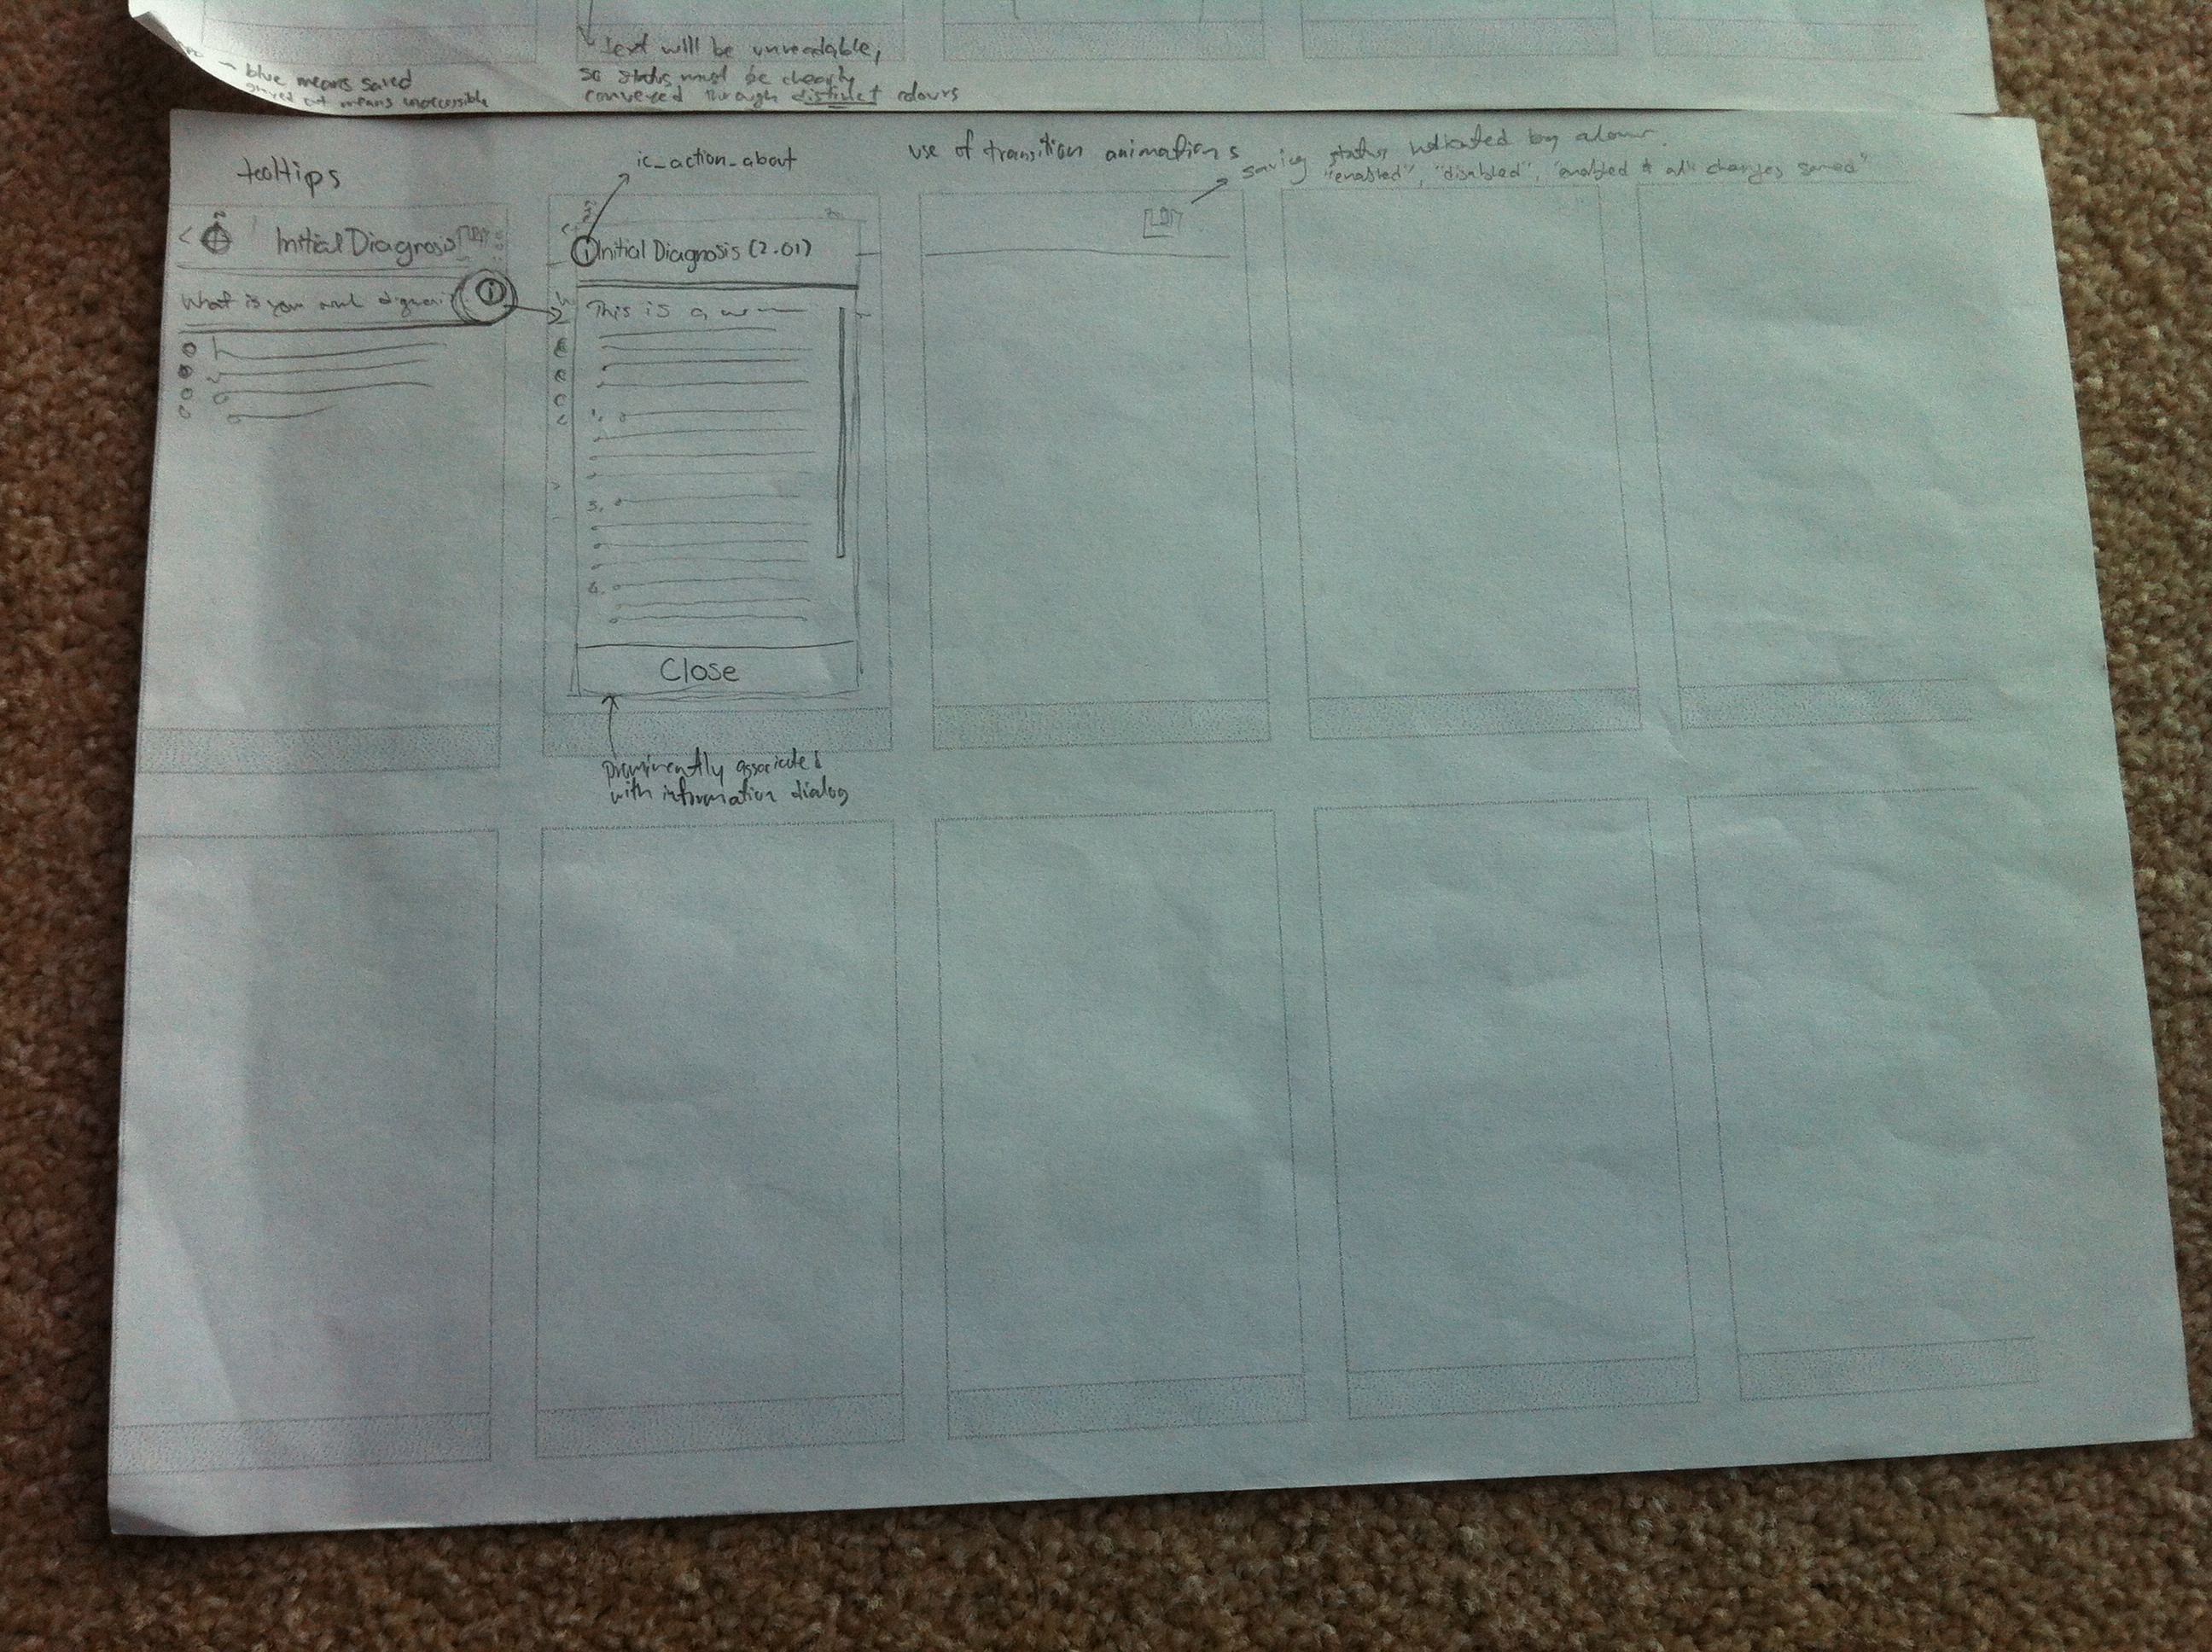 text will be unreadable,
so status must be clearly
conveyed through distinct colours
blue means saved
greyed out means inaccessible
tooltips
ic_action_about
use of transition animations
saving status indicated by colour
"enabled", "disabled", "enabled & all changes saved"
< Initial Diagnosis
What is your
i
i Initial Diagnosis (2.01)
This is a
1.
3.
6.
Close
prominently associated
with information dialog